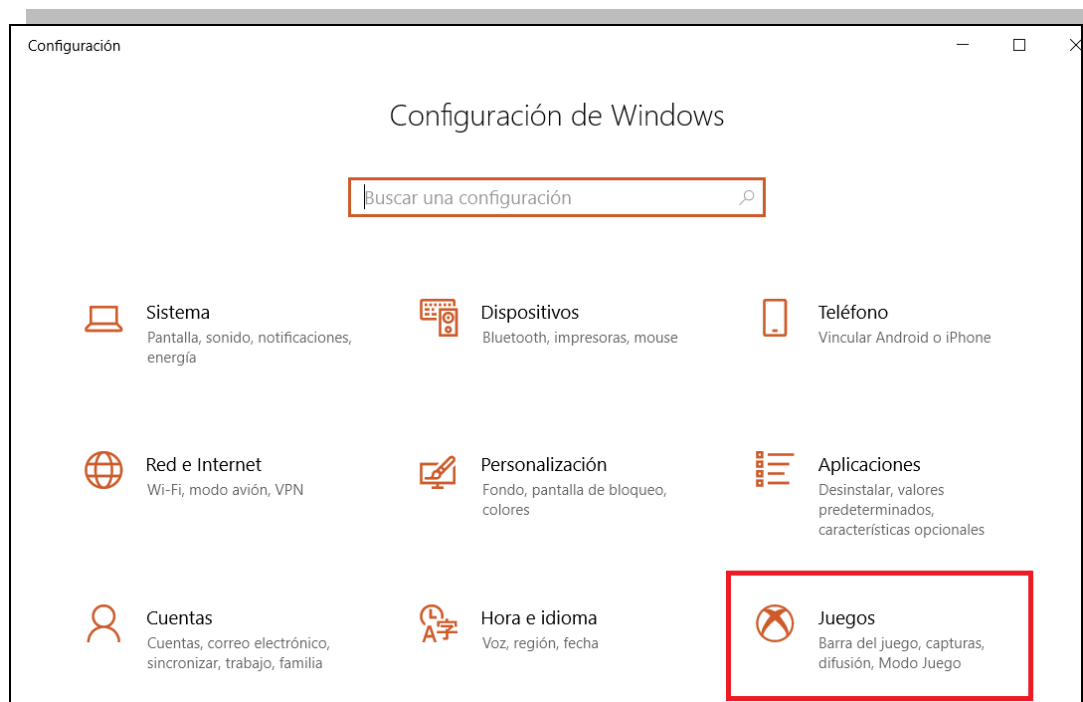 Configuración
Configuración de Windows
Buscar una configuración
Sistema
Pantalla, sonido, notificaciones,
energía
Dispositivos
Bluetooth, impresoras, mouse
Teléfono
Vincular Android o iPhone
Red e Internet
Wi-Fi, modo avión, VPN
Personalización
Fondo, pantalla de bloqueo,
colores
Aplicaciones
Desinstalar, valores
predeterminados,
características opcionales
Cuentas
Cuentas, correo electrónico,
sincronizar, trabajo, familia
Hora e idioma
Voz, región, fecha
Juegos
Barra del juego, capturas,
difusión, Modo Juego